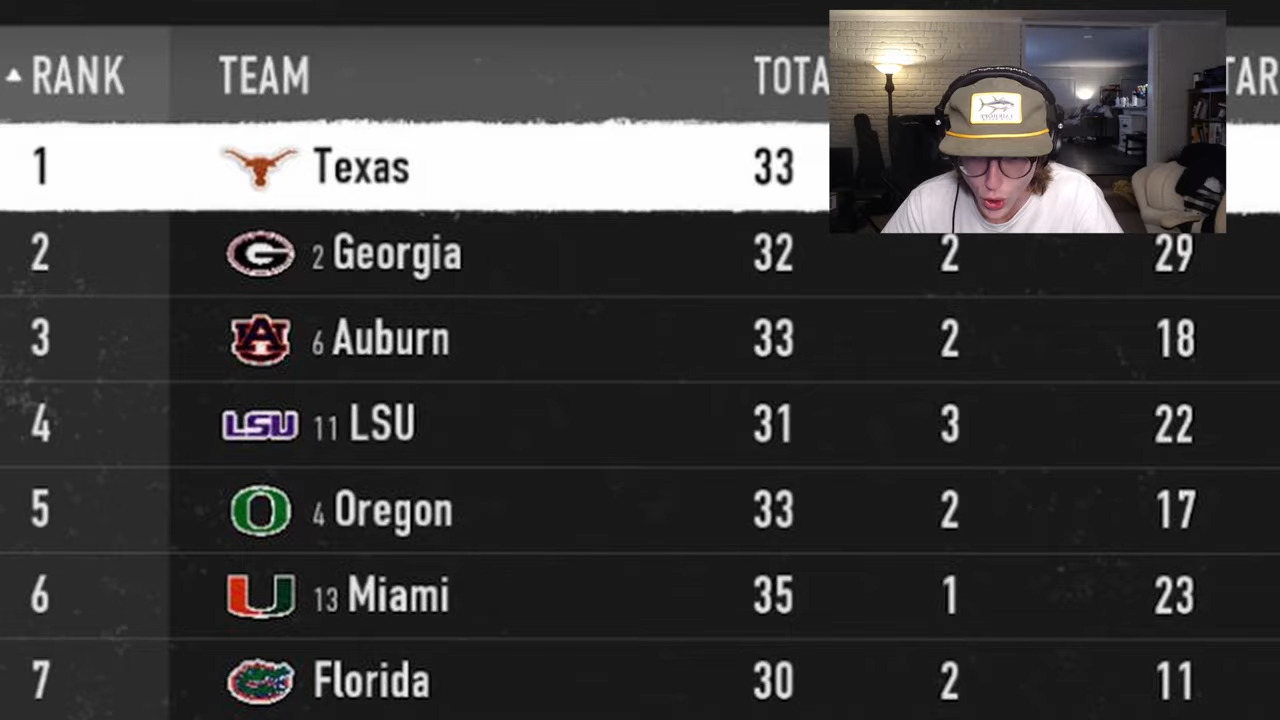 RANK TEAM TOTA TAR
1 Texas 33
2 G 2 Georgia 32 2 29
3 AU 6 Auburn 33 2 18
4 LSU 11 LSU 31 3 22
5 O 4 Oregon 33 2 17
6 U 13 Miami 35 1 23
7 Florida 30 2 11